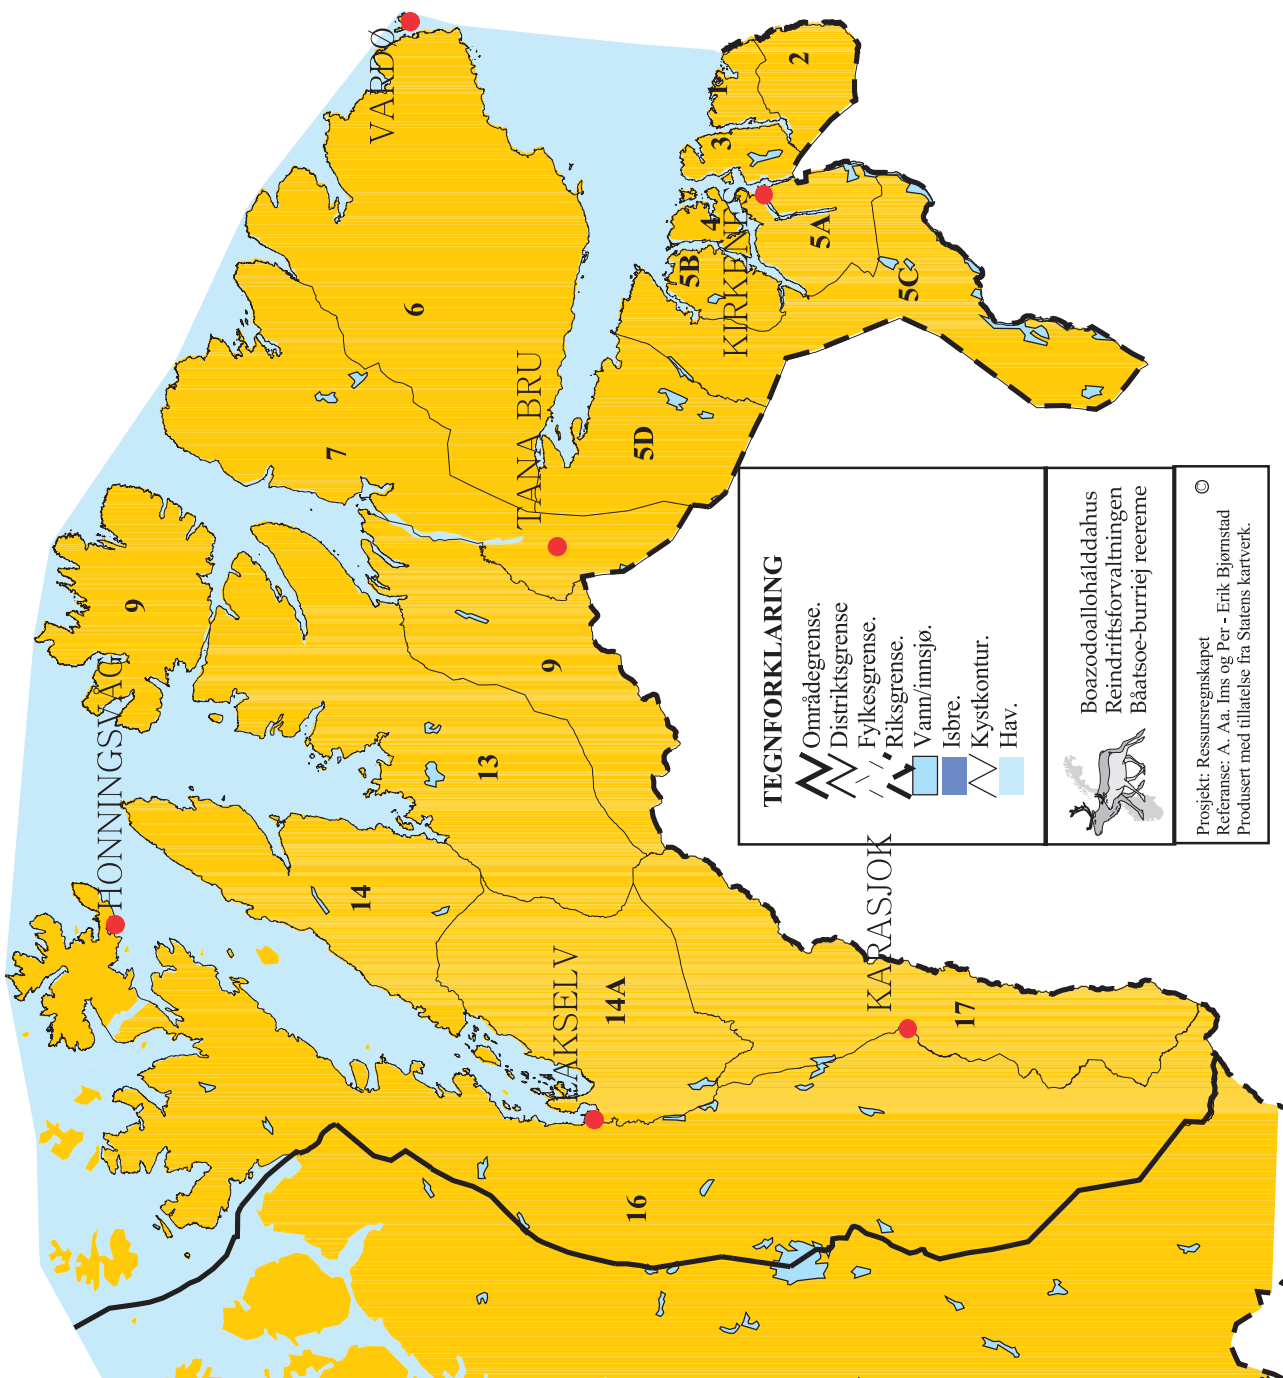 VARDØ
2
1
3
4
KIRKENES
5A
5B
5C
6
TANA BRU
7
5D
9
9
HONNINGSVÅG
13
14
14A
LAKSELV
KARASJOK
17
16
TEGNFORKLARING
Områdegrense.
Distriktsgrense
Fylkesgrense.
Riksgrense.
Vann/innsjø.
Isbre.
Kystkontur.
Hav.
Boazodoallohálddahus
Reindriftsforvaltningen
Båatsoe-burriej reereme
Prosjekt: Ressursregnskapet ©
Referanse: A. Aa. Ims og Per - Erik Bjørnstad
Produsert med tillatelse fra Statens kartverk.